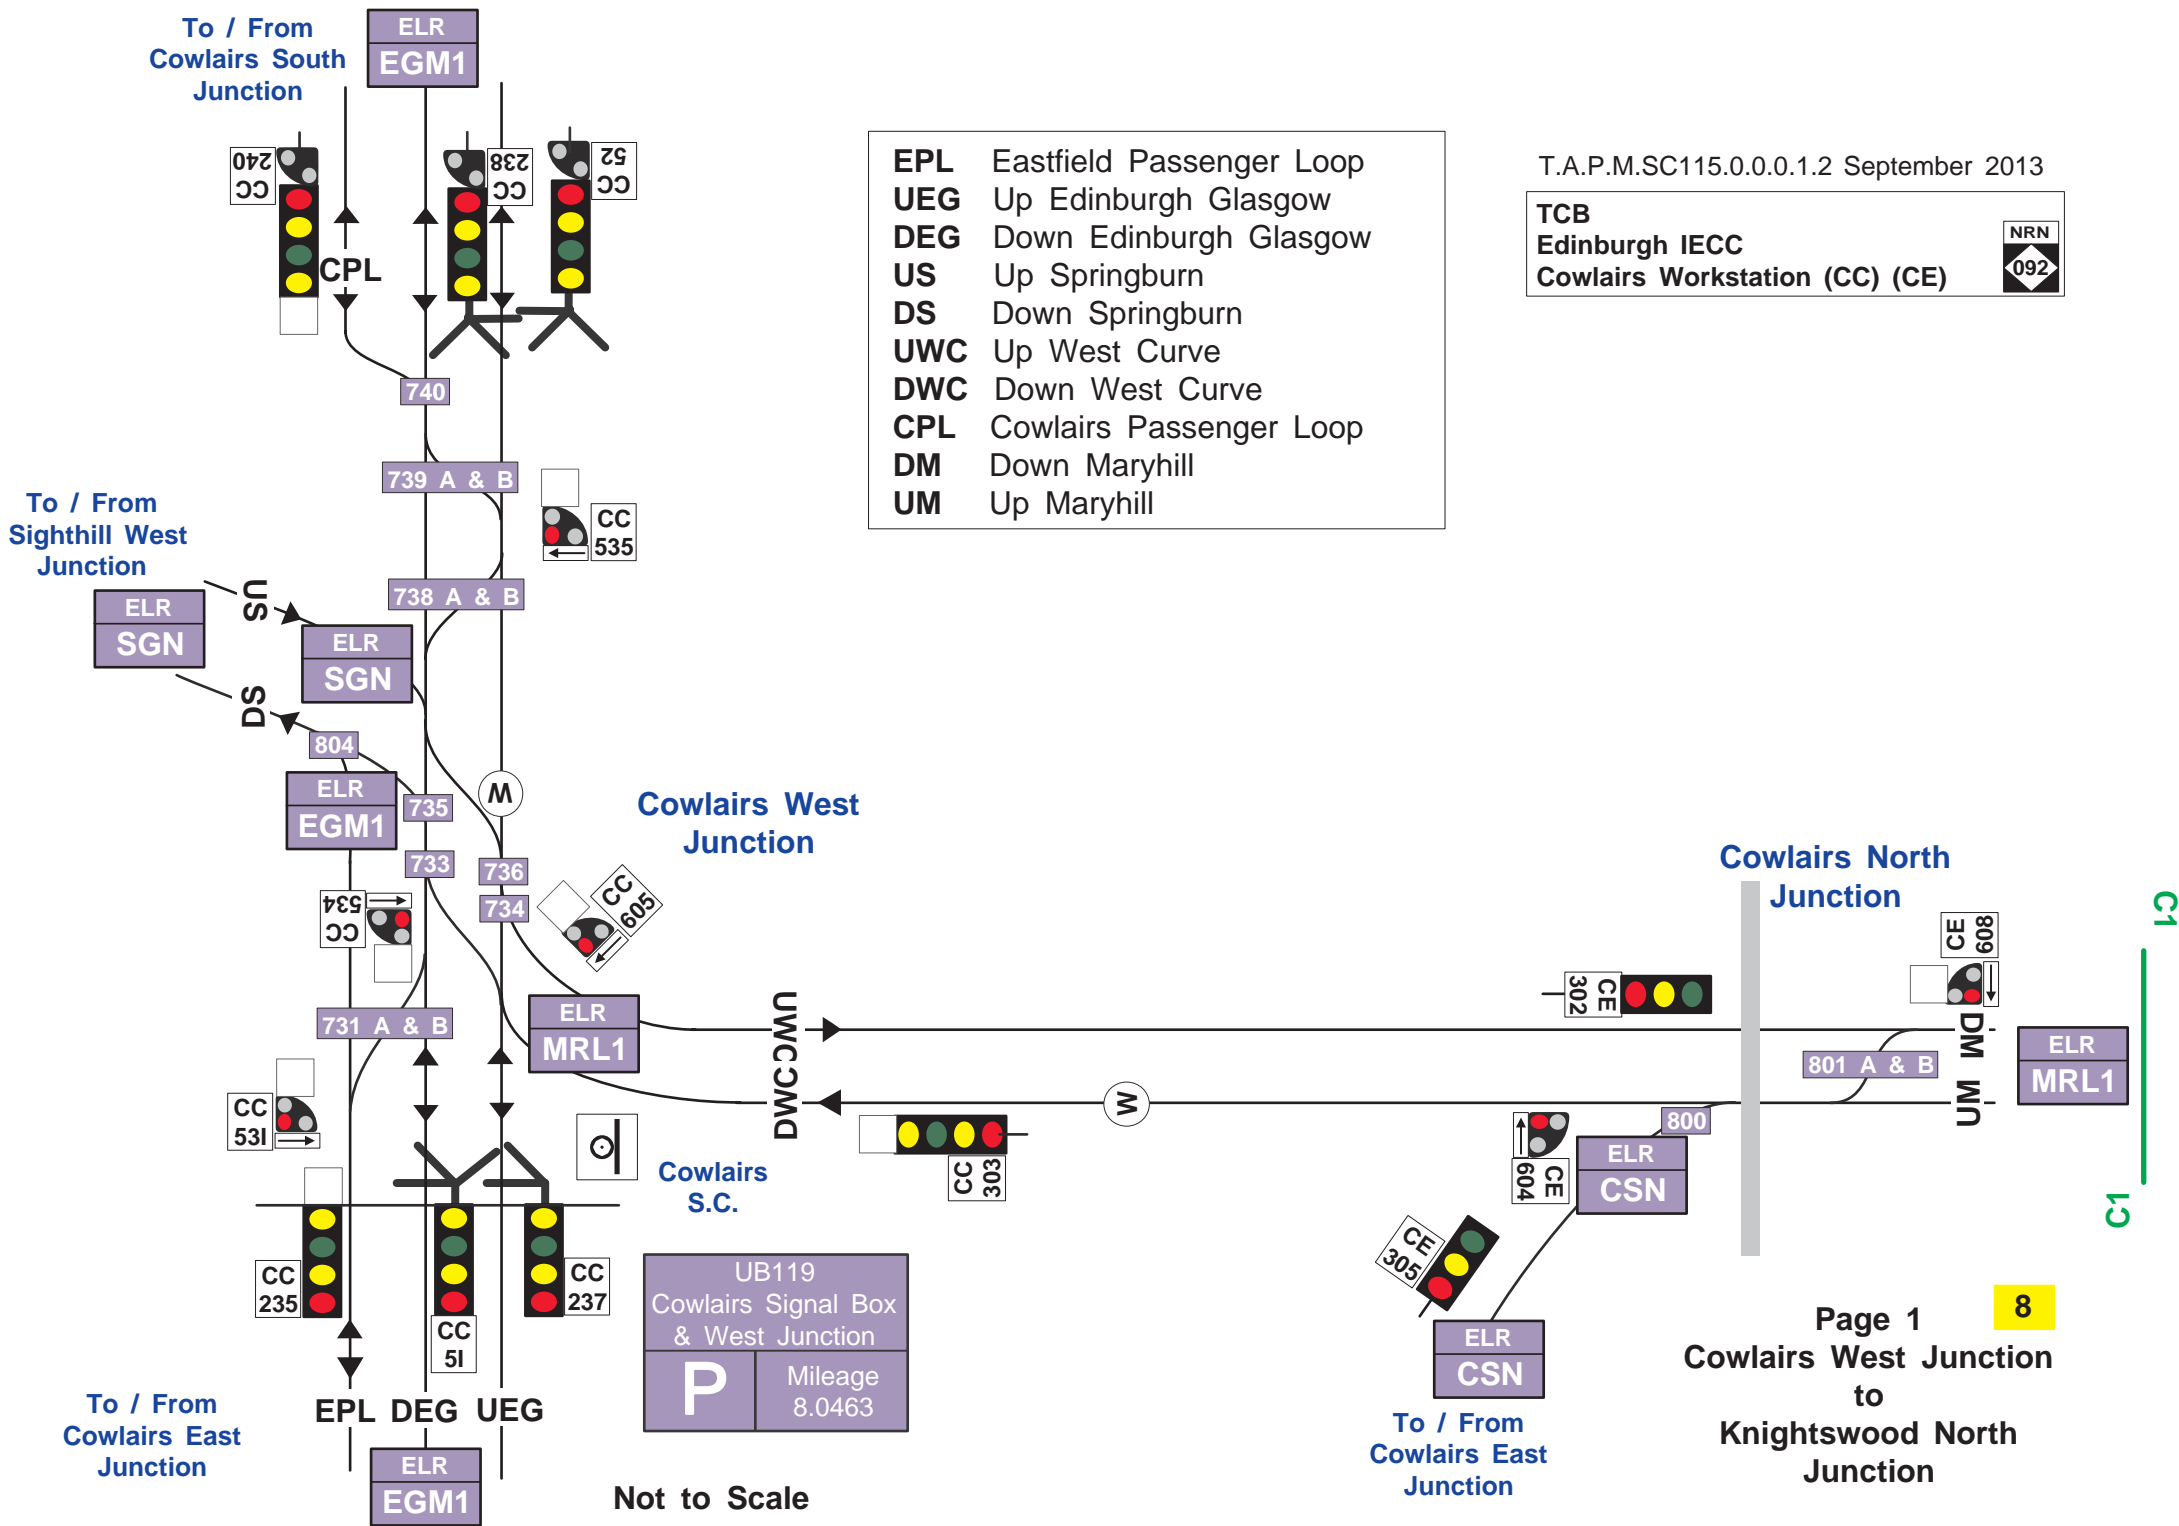 To / From
Cowlairs South
Junction
ELR
EGM1
CC
240
CC
238
CC
52
CPL
740
739 A & B
CC
535
738 A & B
EPL Eastfield Passenger Loop
UEG Up Edinburgh Glasgow
DEG Down Edinburgh Glasgow
US Up Springburn
DS Down Springburn
UWC Up West Curve
DWC Down West Curve
CPL Cowlairs Passenger Loop
DM Down Maryhill
UM Up Maryhill
T.A.P.M.SC115.0.0.0.1.2 September 2013
TCB
Edinburgh IECC
Cowlairs Workstation (CC) (CE)
NRN
092
To / From
Sighthill West
Junction
ELR
SGN
US
ELR
SGN
DS
804
ELR
EGM1
735
W
733
736
734
Cowlairs West
Junction
CC
605
CC
534
731 A & B
ELR
MRL1
UWC
DWC
CE
302
Cowlairs North
Junction
CE
608
C1
DM
801 A & B
UM
ELR
MRL1
C1
W
CC
303
800
CE
604
ELR
CSN
CE
305
ELR
CSN
To / From
Cowlairs East
Junction
CC
53I
Cowlairs
S.C.
CC
235
CC
5I
CC
237
UB119
Cowlairs Signal Box
& West Junction
P
Mileage
8.0463
EPL DEG UEG
To / From
Cowlairs East
Junction
ELR
EGM1
Not to Scale
8
Page 1
Cowlairs West Junction
to
Knightswood North
Junction